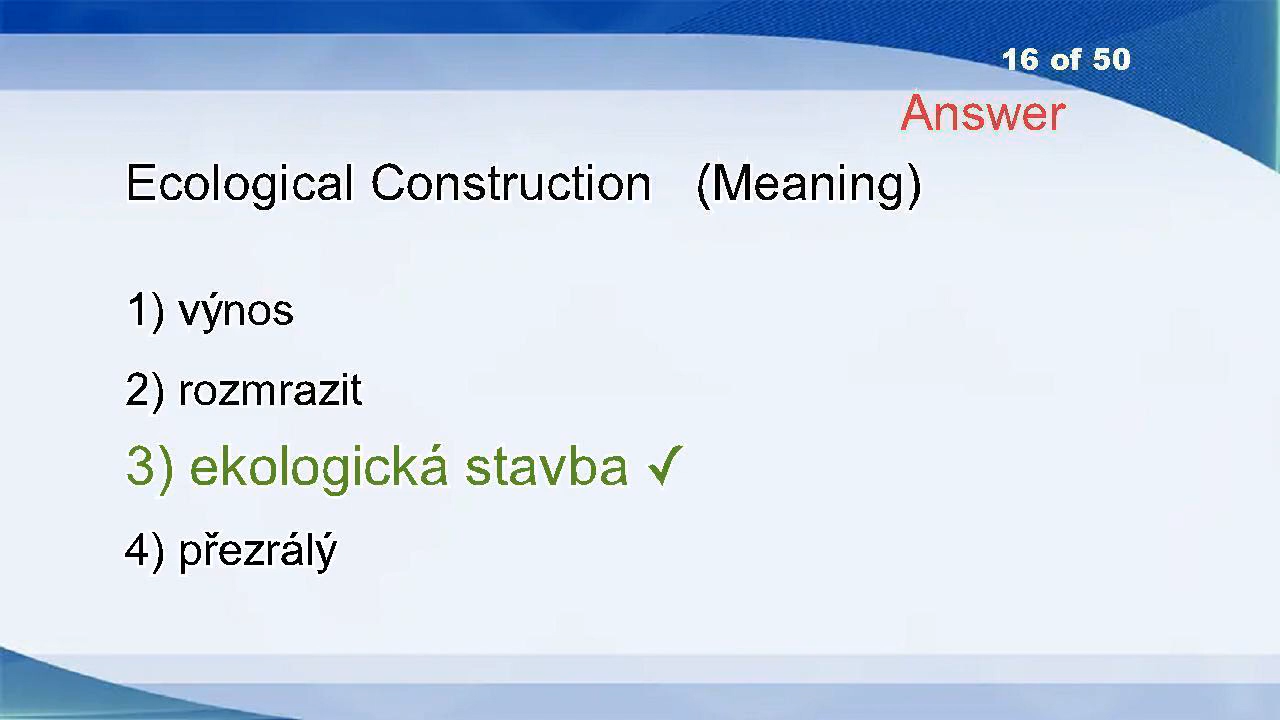 16 of 50
Answer
Ecological Construction (Meaning)
1) výnos
2) rozmrazit
3) ekologická stavba ✓
4) přezrálý